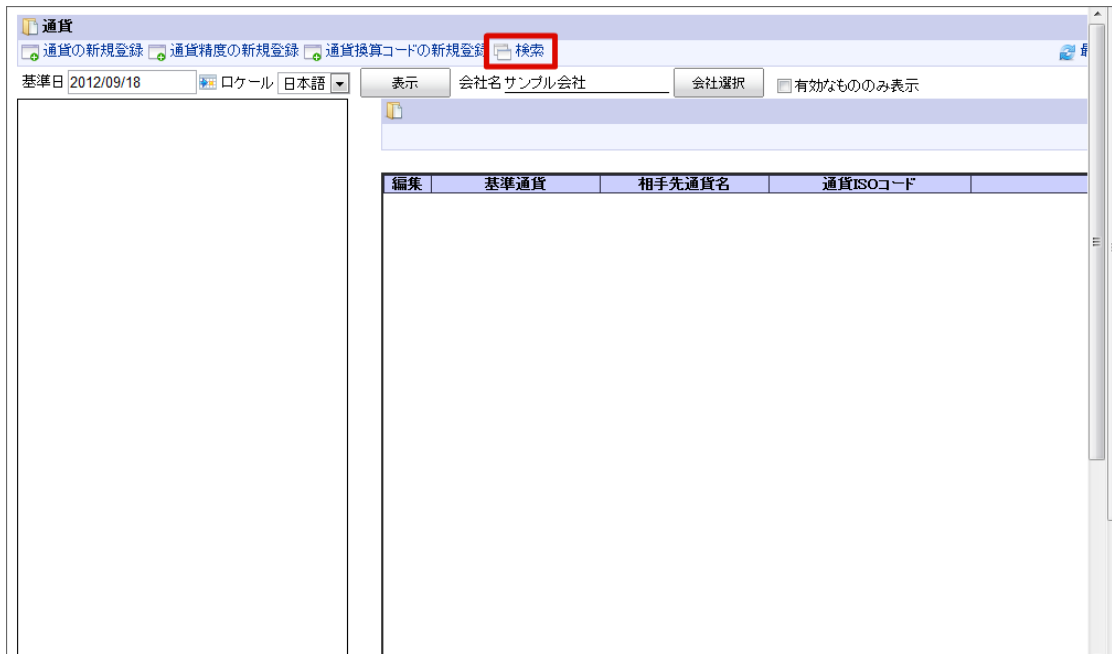 通貨
通貨の新規登録 通貨精度の新規登録 通貨換算コードの新規登録 検索
基準日 2012/09/18 ロケール 日本語 表示 会社名 サンプル会社 会社選択 有効なもののみ表示
編集 基準通貨 相手先通貨名 通貨ISOコード